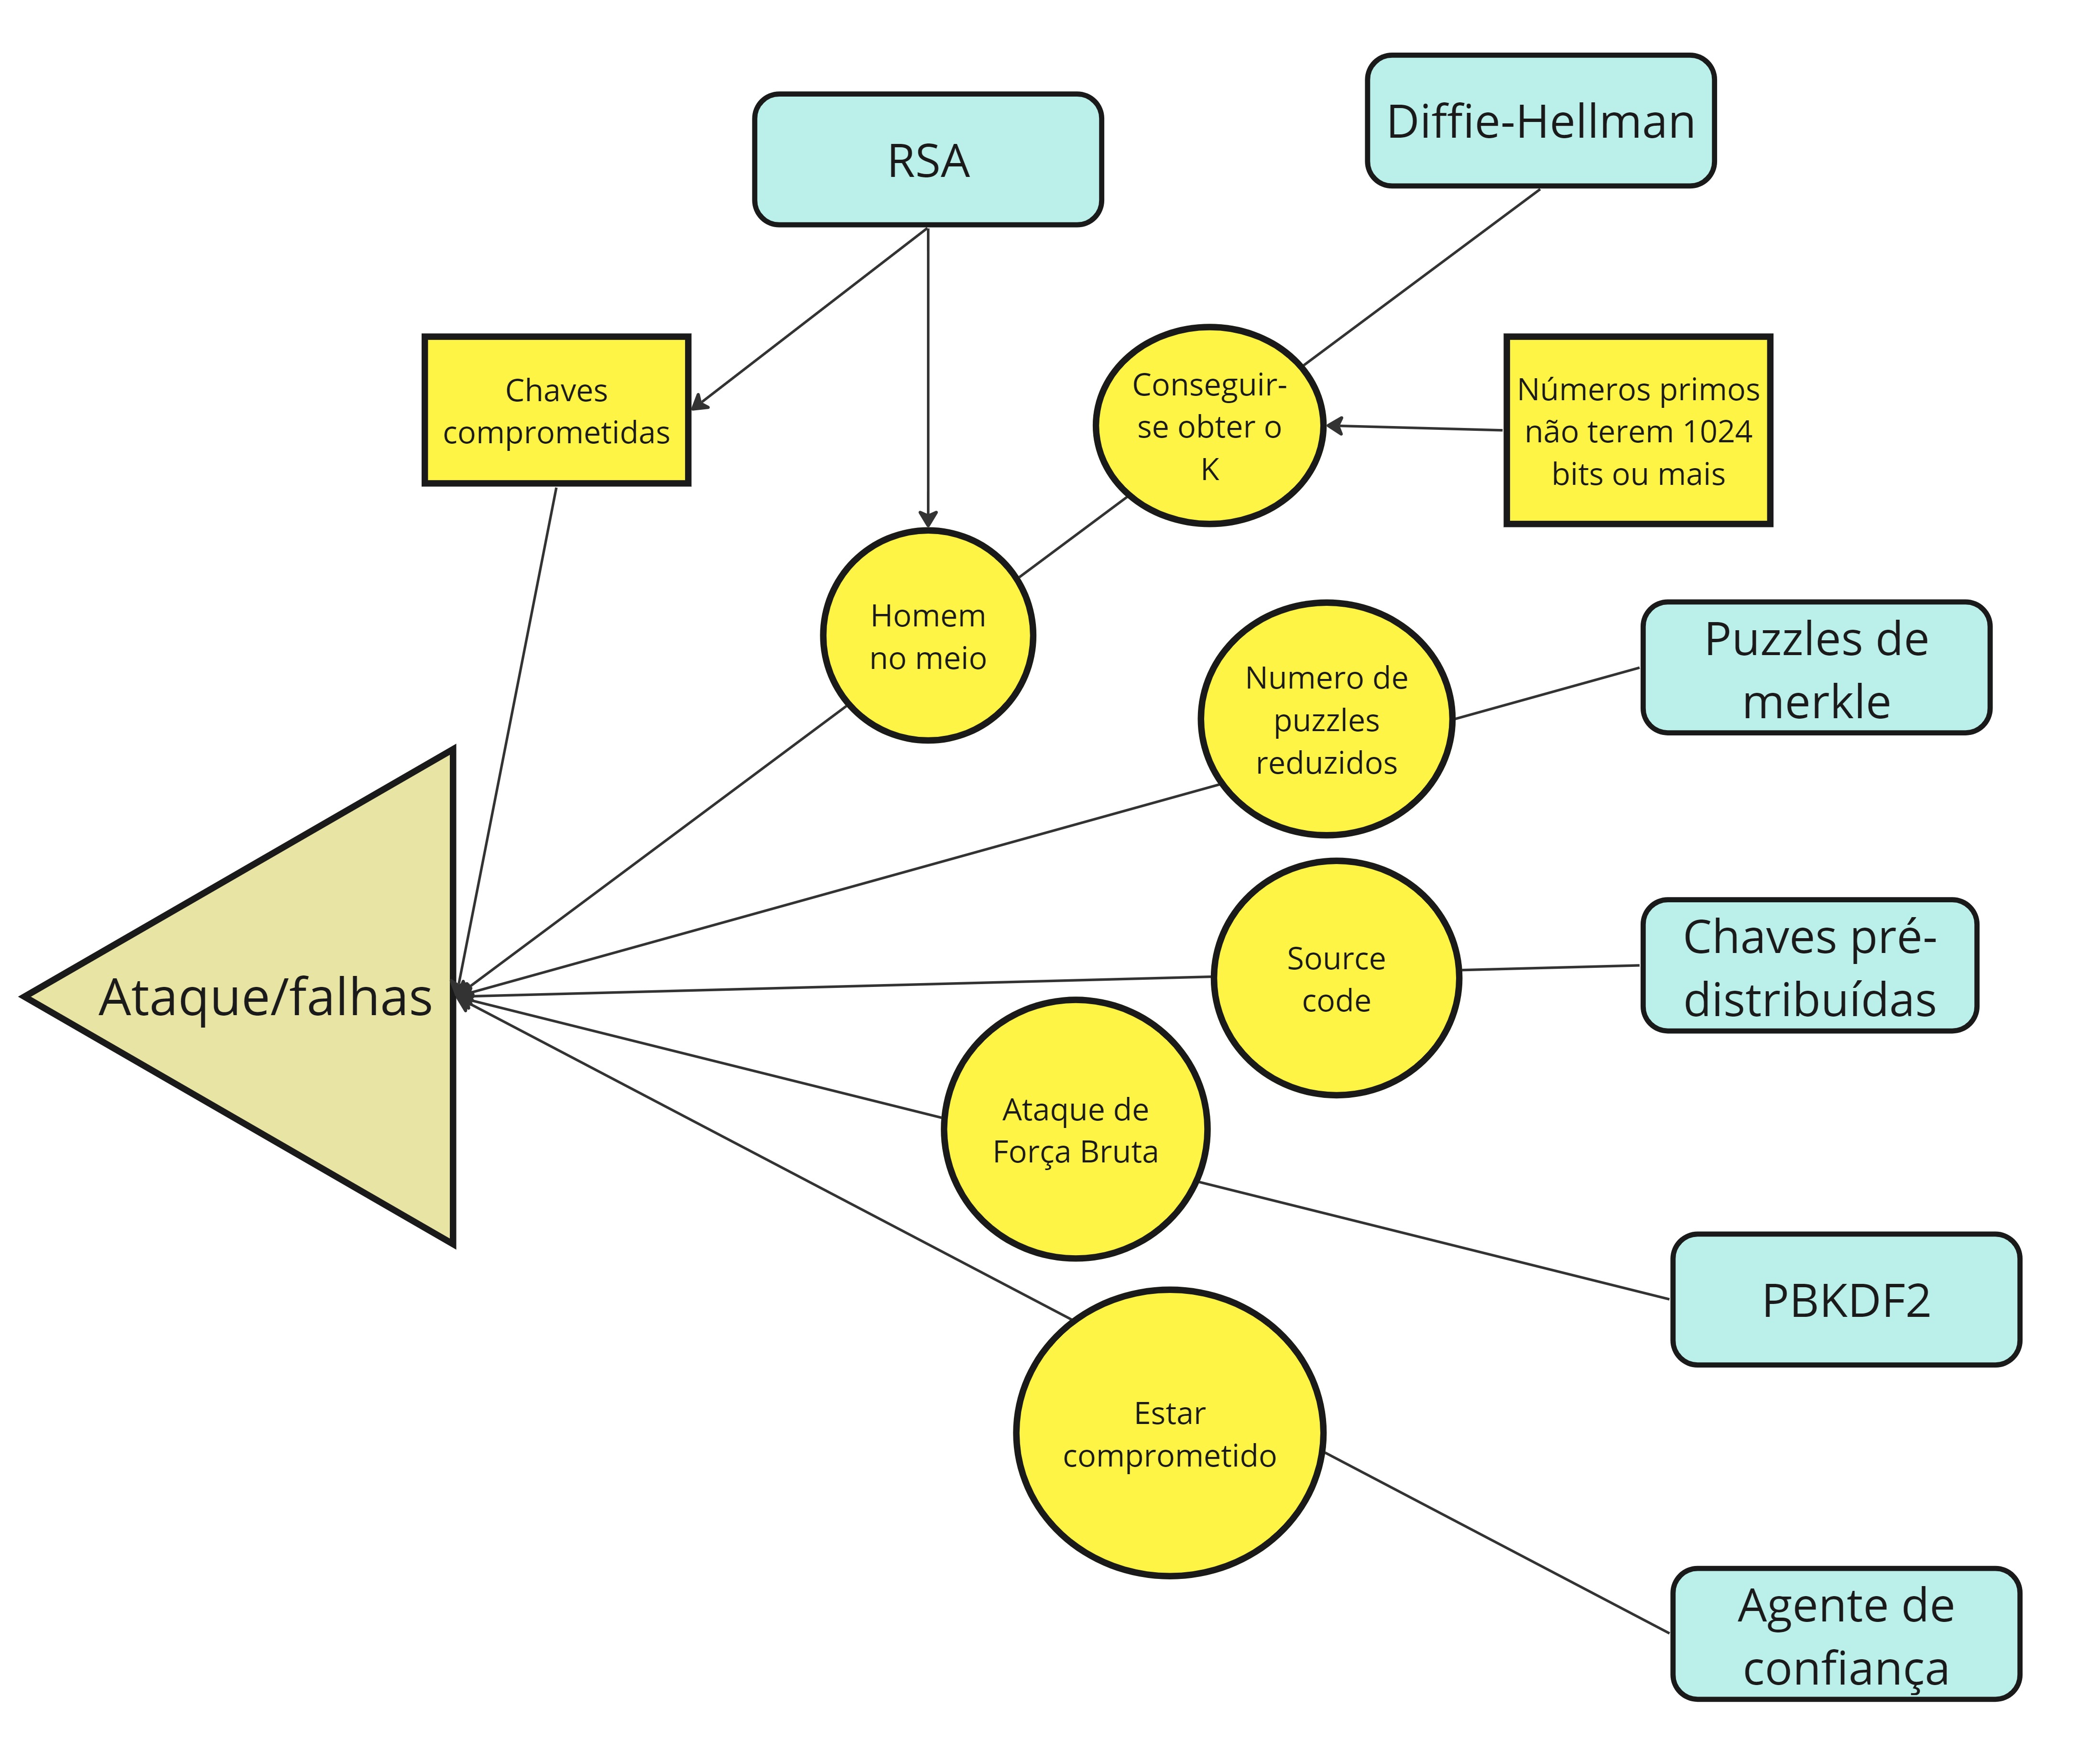 Diffie-Hellman
RSA
Chaves
comprometidas
Conseguir-
se obter o
K
Números primos
não terem 1024
bits ou mais
Homem
no meio
Numero de
puzzles
reduzidos
Puzzles de
merkle
Ataque/falhas
Source
code
Chaves pré-
distribuídas
Ataque de
Força Bruta
PBKDF2
Estar
comprometido
Agente de
confiança